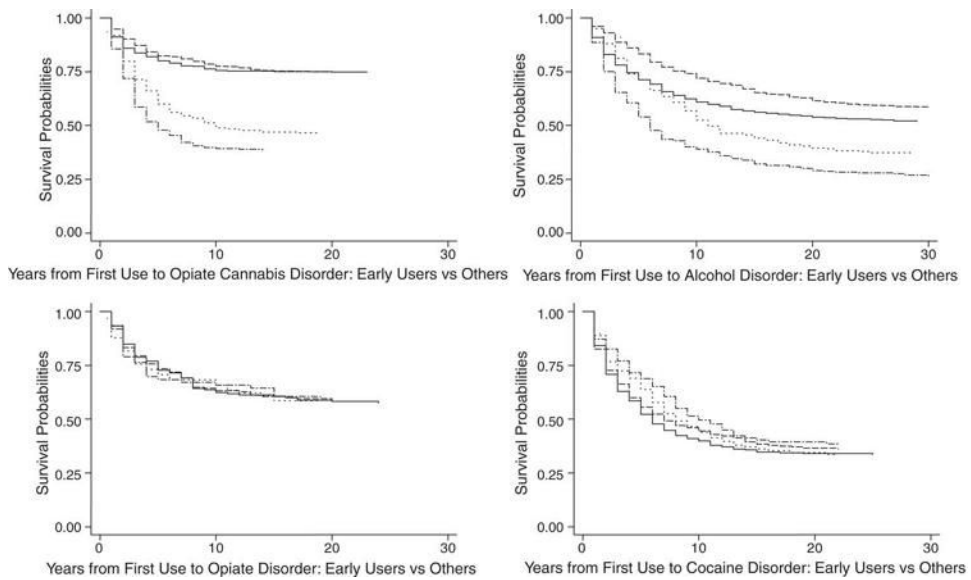 1.00
0.75
0.50
0.25
0.00
Survival Probabilities
0 10 20 30
Years from First Use to Opiate Cannabis Disorder: Early Users vs Others
1.00
0.75
0.50
0.25
0.00
Survival Probabilities
0 10 20 30
Years from First Use to Alcohol Disorder: Early Users vs Others
1.00
0.75
0.50
0.25
0.00
Survival Probabilities
0 10 20 30
Years from First Use to Opiate Disorder: Early Users vs Others
1.00
0.75
0.50
0.25
0.00
Survival Probabilities
0 10 20 30
Years from First Use to Cocaine Disorder: Early Users vs Others